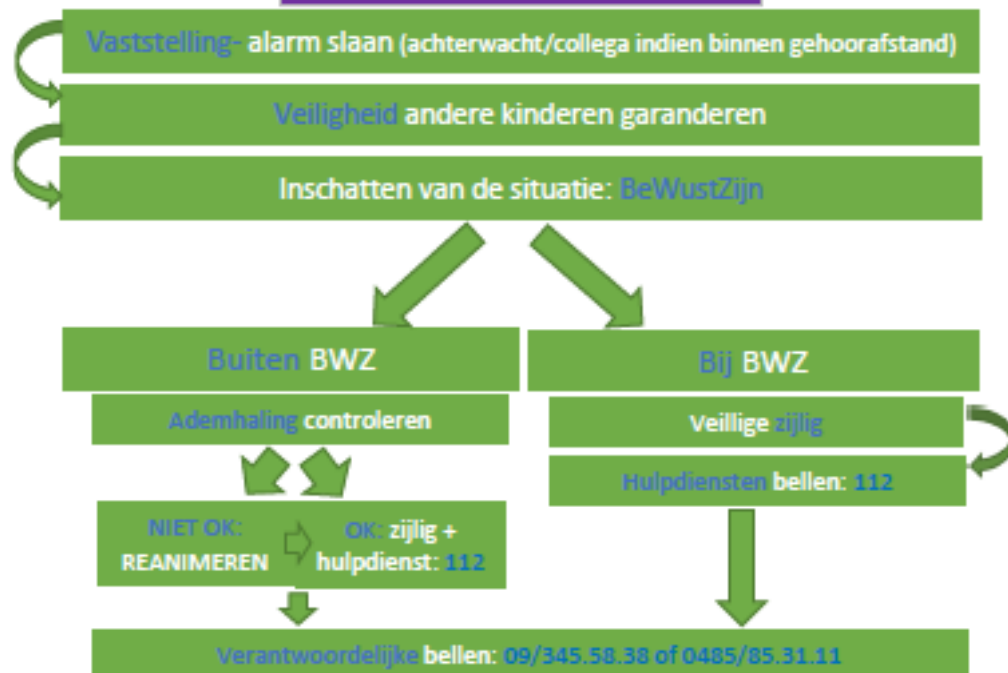 Vaststelling- alarm slaan (achterwacht/collega indien binnen gehoorafstand)
Veiligheid andere kinderen garanderen
Inschatten van de situatie: BeWustZijn
Buiten BWZ
Bij BWZ
Ademhaling controleren
Veillige zijlig
Hulpdiensten bellen: 112
NIET OK:
REANIMEREN
OK: zijlig +
hulpdienst: 112
Verantwoordelijke bellen: 09/345.58.38 of 0485/85.31.11